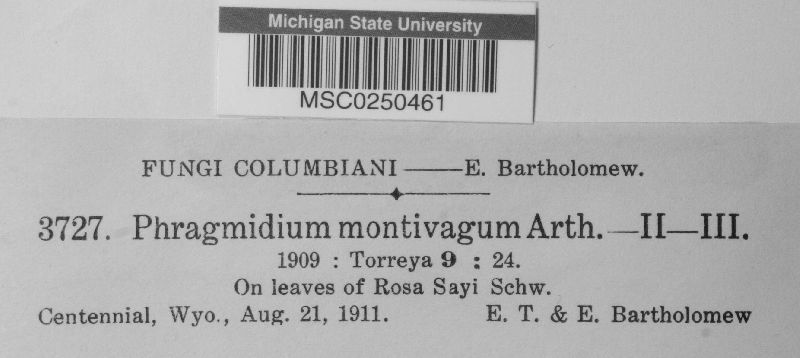 Michigan State University
MSC0250461
FUNGI COLUMBIANI —— E. Bartholomew.
3727. Phragmidium montivagum Arth. —II—III.
1909 : Torreya 9 : 24.
On leaves of Rosa Sayi Schw.
Centennial, Wyo., Aug. 21, 1911. E. T. & E. Bartholomew